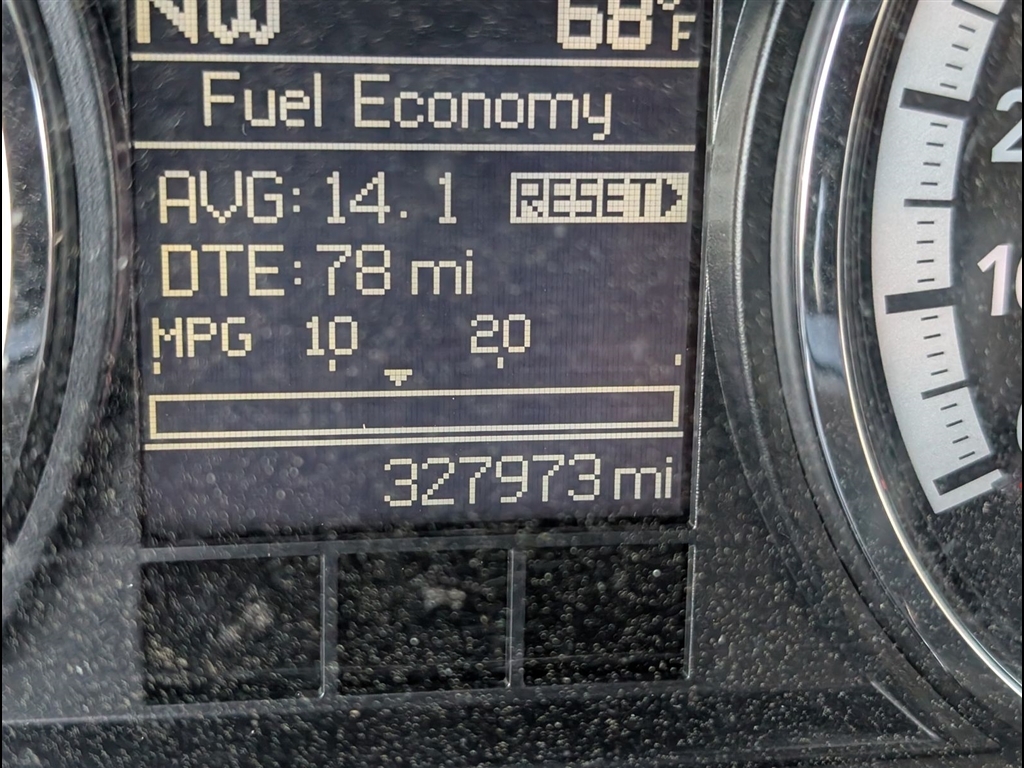 NW 68°F
Fuel Economy
AVG: 14.1 RESET
DTE: 78 mi
MPG 10 20
327973 mi